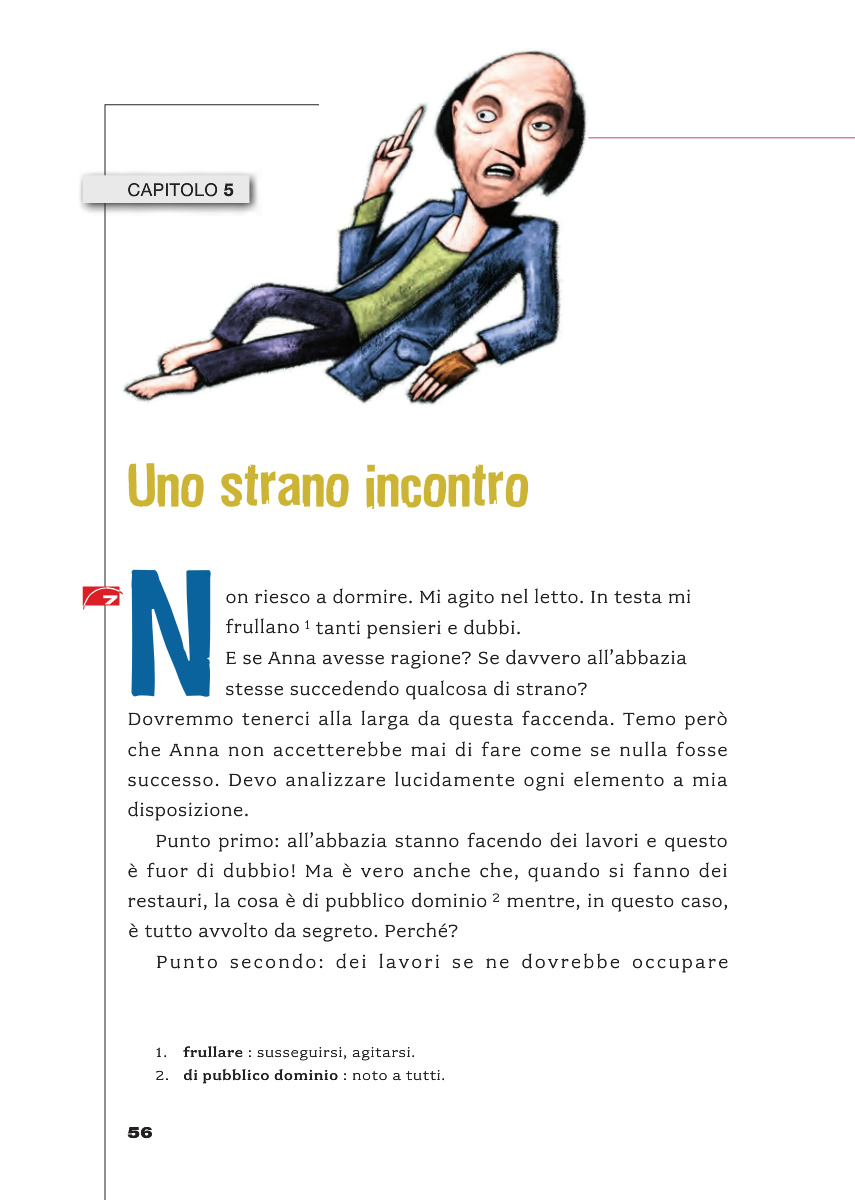 CAPITOLO 5
Uno strano incontro
7
Non riesco a dormire. Mi agito nel letto. In testa mi
frullano 1 tanti pensieri e dubbi.
E se Anna avesse ragione? Se davvero all'abbazia
stesse succedendo qualcosa di strano?
Dovremmo tenerci alla larga da questa faccenda. Temo però
che Anna non accetterebbe mai di fare come se nulla fosse
successo. Devo analizzare lucidamente ogni elemento a mia
disposizione.
Punto primo: all'abbazia stanno facendo dei lavori e questo
è fuor di dubbio! Ma è vero anche che, quando si fanno dei
restauri, la cosa è di pubblico dominio 2 mentre, in questo caso,
è tutto avvolto da segreto. Perché?
Punto secondo: dei lavori se ne dovrebbe occupare
1. frullare : susseguirsi, agitarsi.
2. di pubblico dominio : noto a tutti.
56